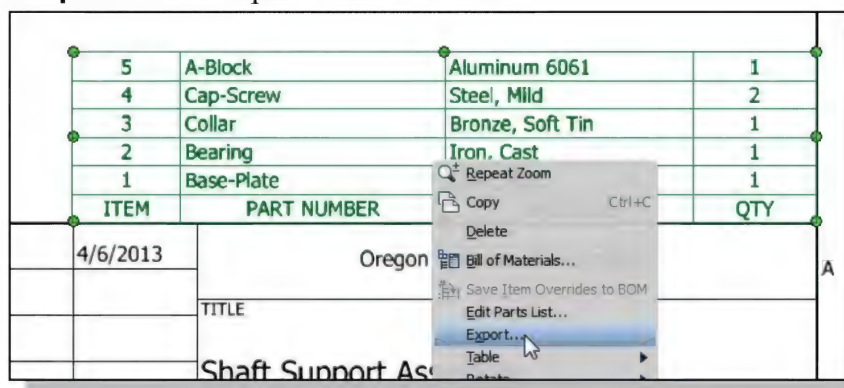 5 A-Block Aluminum 6061 1
4 Cap-Screw Steel, Mild 2
3 Collar Bronze, Soft Tin 1
2 Bearing Iron, Cast 1
1 Base-Plate 1
ITEM PART NUMBER QTY
Repeat Zoom
Copy Ctrl+C
Delete
Bill of Materials...
Save Item Overrides to BOM
Edit Parts List...
Export...
Table
4/6/2013 Oregon
A
TITLE
Shaft Support